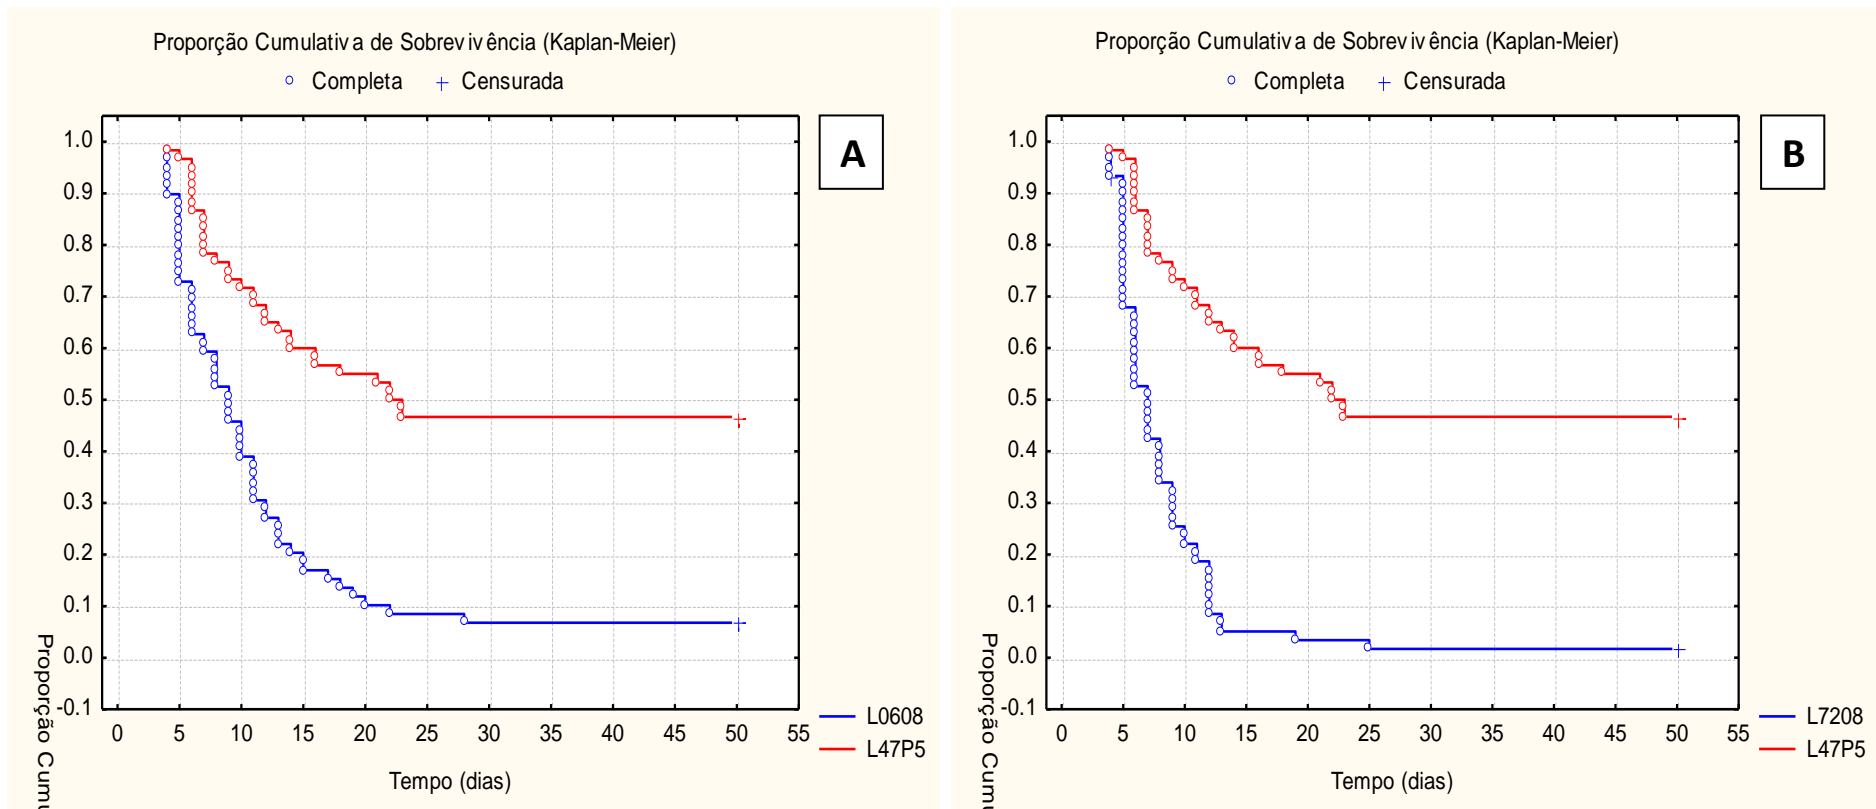 Proporção Cumulativa de Sobrevivência (Kaplan-Meier)
Completa Censurada
A
1.0
0.9
0.8
0.7
0.6
0.5
0.4
0.3
0.2
0.1
0.0
-0.1
0 5 10 15 20 25 30 35 40 45 50 55
Tempo (dias)
Proporção Cumu
L0608
L47P5
Proporção Cumulativa de Sobrevivência (Kaplan-Meier)
Completa Censurada
B
1.0
0.9
0.8
0.7
0.6
0.5
0.4
0.3
0.2
0.1
0.0
-0.1
0 5 10 15 20 25 30 35 40 45 50 55
Tempo (dias)
Proporção Cumu
L7208
L47P5